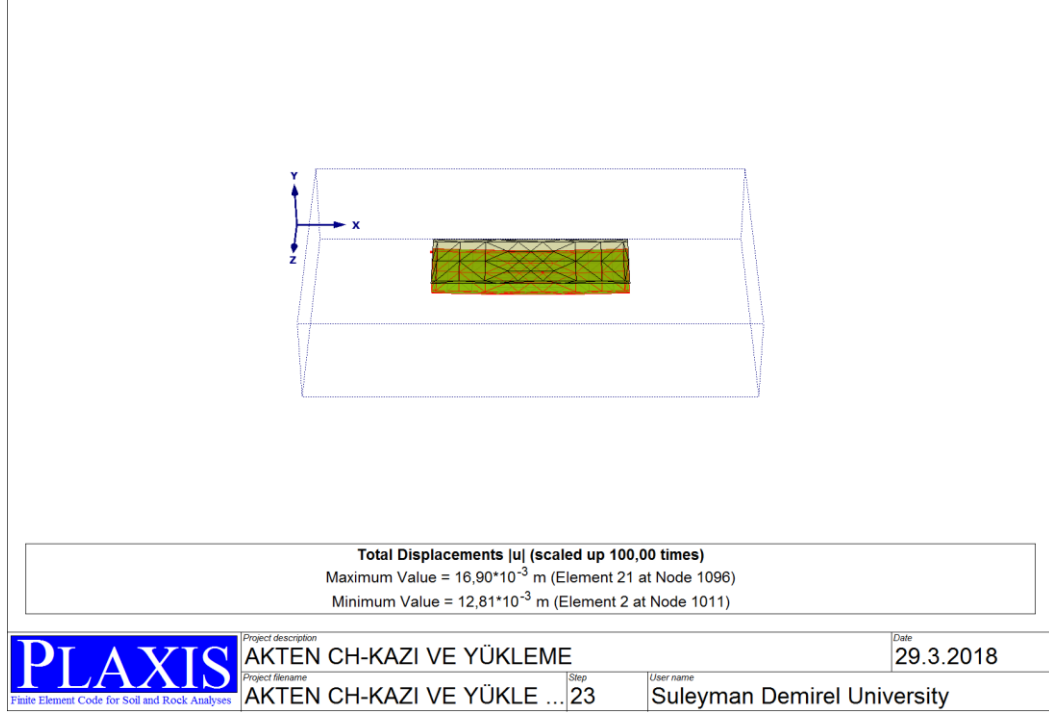 Y
X
Z
Total Displacements |u| (scaled up 100,00 times)
Maximum Value = 16,90*10-3 m (Element 21 at Node 1096)
Minimum Value = 12,81*10-3 m (Element 2 at Node 1011)
PLAXIS
Finite Element Code for Soil and Rock Analyses
Project description
AKTEN CH-KAZI VE YÜKLEME
Date
29.3.2018
Project filename
AKTEN CH-KAZI VE YÜKLE ...
Step
23
User name
Suleyman Demirel University